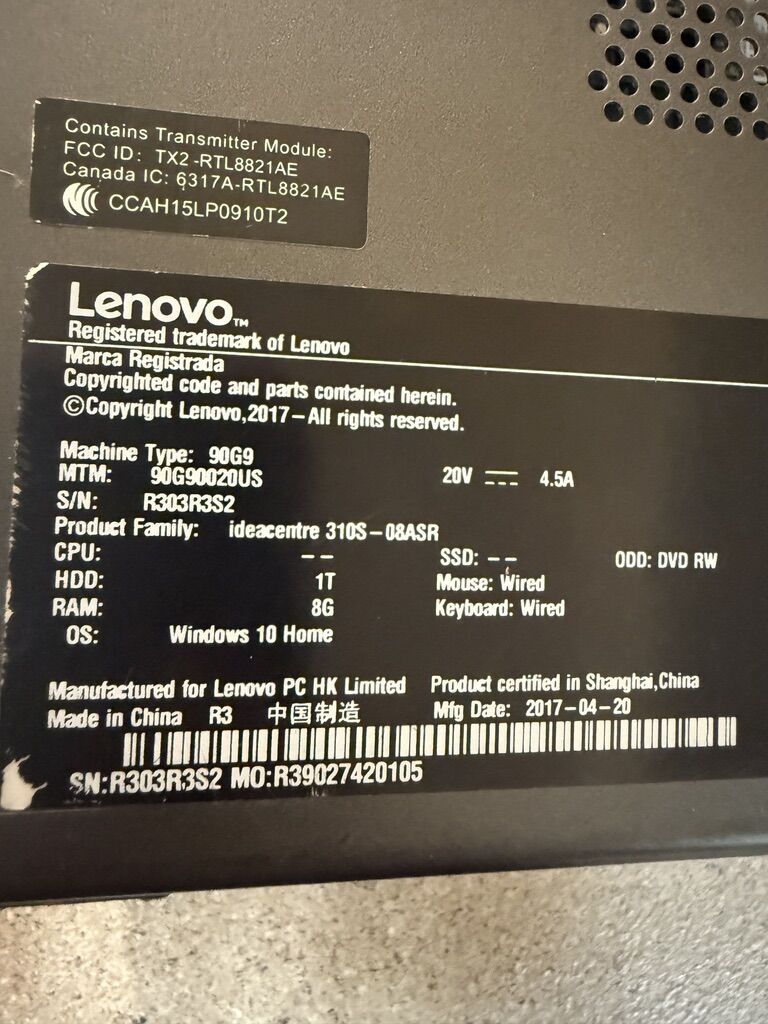 Contains Transmitter Module:
FCC ID: TX2-RTL8821AE
Canada IC: 6317A-RTL8821AE
CCAH15LP0910T2
Lenovo™
Registered trademark of Lenovo
Marca Registrada
Copyrighted code and parts contained herein.
©Copyright Lenovo,2017–All rights reserved.
Machine Type: 90G9
MTM: 90G90020US 20V 4.5A
S/N: R303R3S2
Product Family: ideacentre 310S–08ASR
CPU: –– SSD: –– ODD: DVD RW
HDD: 1T Mouse: Wired
RAM: 8G Keyboard: Wired
OS: Windows 10 Home
Manufactured for Lenovo PC HK Limited Product certified in Shanghai,China
Made in China R3 中国制造 Mfg Date: 2017–04–20
SN:R303R3S2 MO:R39027420105